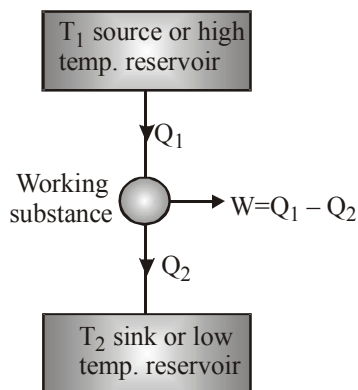 T₁ source or high
temp. reservoir
Q₁
Working
substance
W=Q₁ – Q₂
Q₂
T₂ sink or low
temp. reservoir